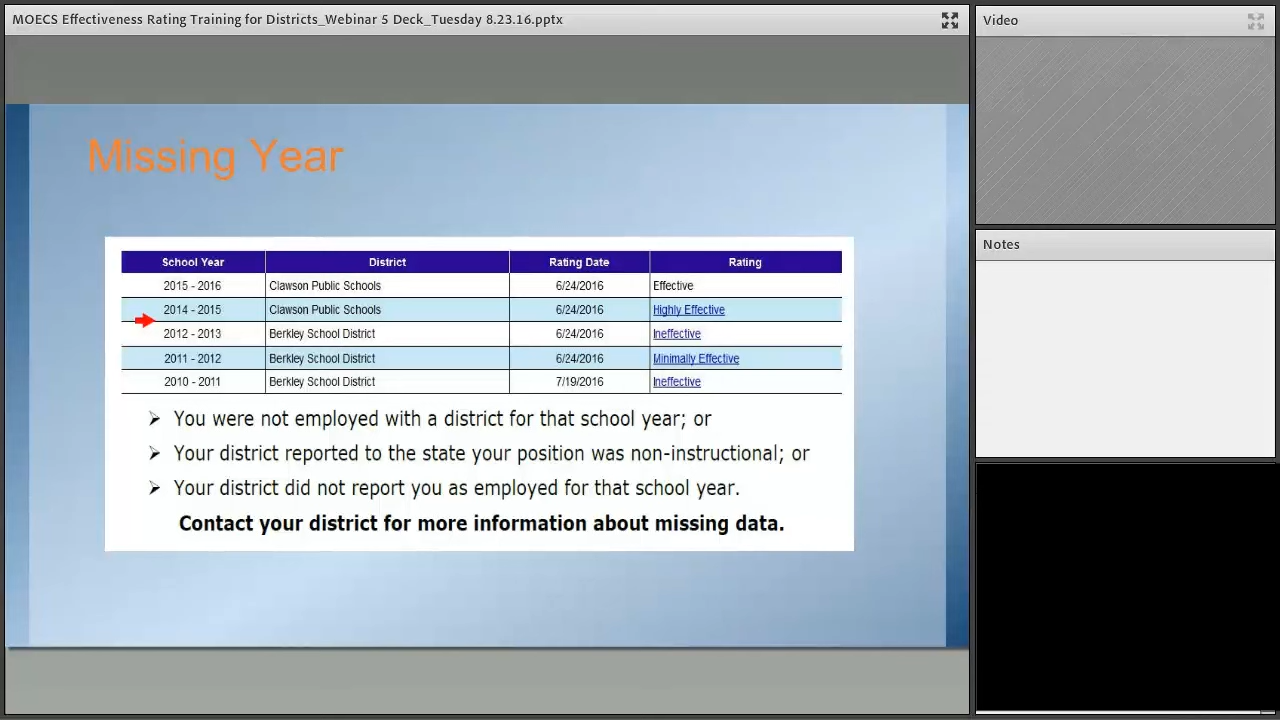 MOECS Effectiveness Rating Training for Districts_Webinar 5 Deck_Tuesday 8.23.16.pptx
Video
Notes
Missing Year
School Year District Rating Date Rating
2015 - 2016 Clawson Public Schools 6/24/2016 Effective
2014 - 2015 Clawson Public Schools 6/24/2016 Highly Effective
2012 - 2013 Berkley School District 6/24/2016 Ineffective
2011 - 2012 Berkley School District 6/24/2016 Minimally Effective
2010 - 2011 Berkley School District 7/19/2016 Ineffective
You were not employed with a district for that school year; or
Your district reported to the state your position was non-instructional; or
Your district did not report you as employed for that school year.
Contact your district for more information about missing data.